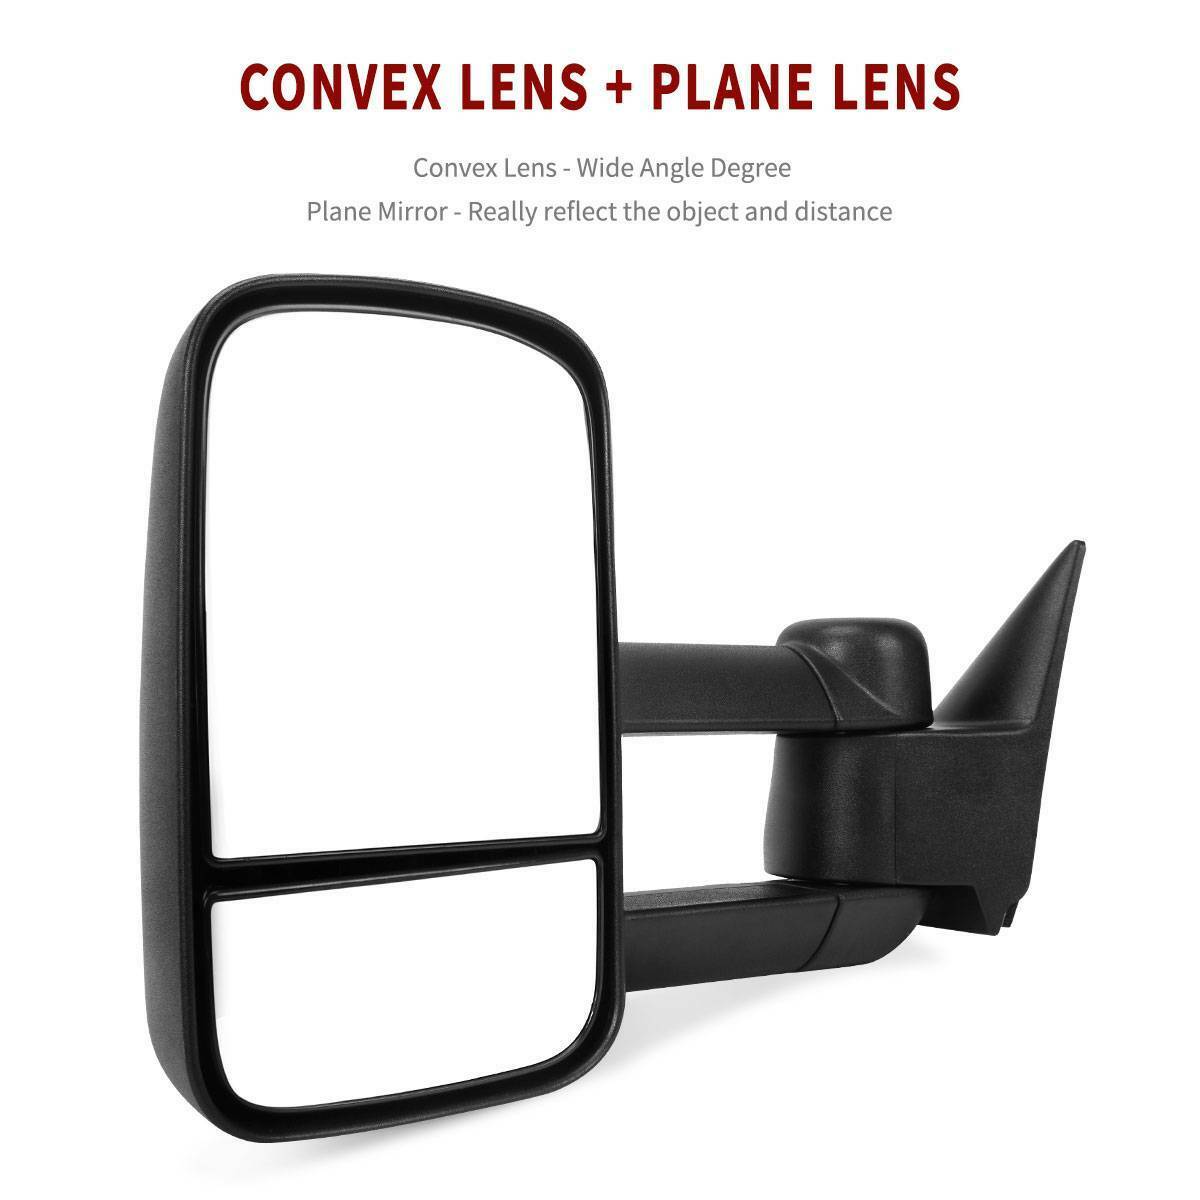 CONVEX LENS + PLANE LENS
Convex Lens - Wide Angle Degree
Plane Mirror - Really reflect the object and distance